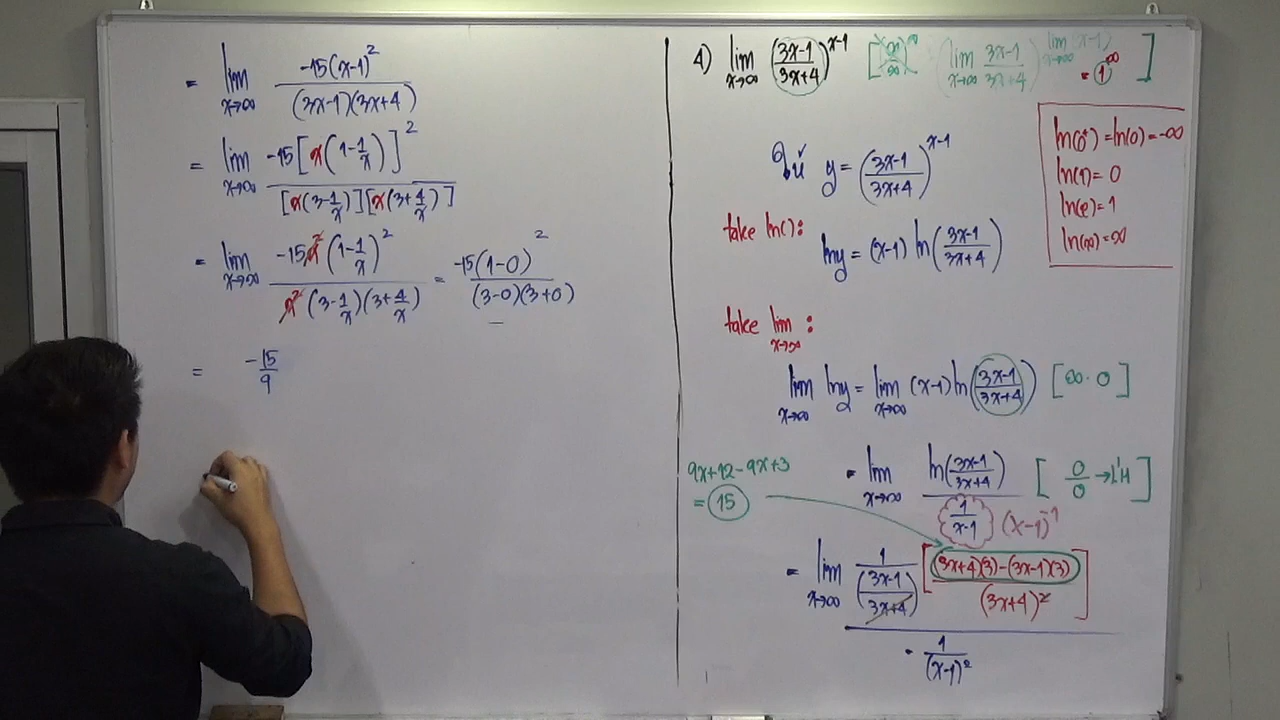 = lim x→∞ -15(x-1)² / (3x-1)(3x+4)
= lim x→∞ -15[x(1-1/x)]² / [x(3-1/x)][x(3+4/x)]
= lim x→∞ -15x²(1-1/x)² / x²(3-1/x)(3+4/x) = -15(1-0)² / (3-0)(3+0)
= -15/9
4) lim x→∞ ((3x-1)/(3x+4))^(x-1) [(∞/∞)^∞ (lim x→∞ (3x-1)/(3x+4))^(lim x→∞ (x-1)) = 1^∞]
ให้ y = ((3x-1)/(3x+4))^(x-1)
take ln():
lny = (x-1) ln((3x-1)/(3x+4))
take lim x→∞ :
lim x→∞ lny = lim x→∞ (x-1) ln((3x-1)/(3x+4)) [∞·0]
= lim x→∞ ln((3x-1)/(3x+4)) / (1/(x-1)) (x-1)⁻¹ [0/0 → L'H]
9x+12-9x+3
= 15
= lim x→∞ 1/((3x-1)/(3x+4)) [((3x+4)(3)-(3x-1)(3)) / (3x+4)²] / -1/(x-1)²
ln(0⁺) = ln(0) = -∞
ln(1) = 0
ln(e) = 1
ln(∞) = ∞